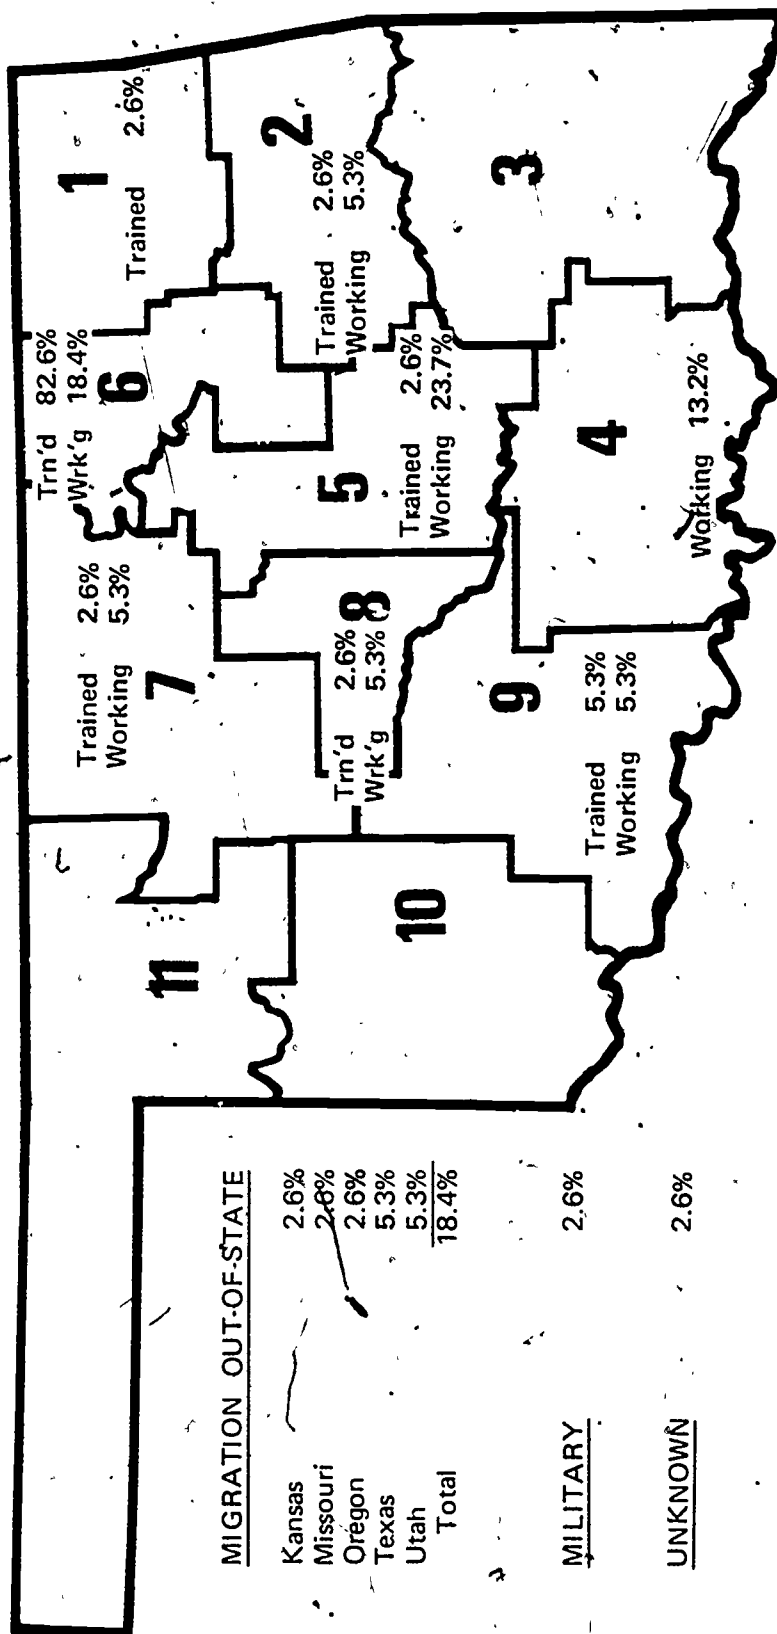 1
Trained 2.6%
2
Trained 2.6%
Working 5.3%
3
4
Working 13.2%
5
Trained 2.6%
Working 23.7%
6
Trn'd 82.6%
Wrk'g 18.4%
7
Trained 2.6%
Working 5.3%
8
Trn'd 2.6%
Wrk'g 5.3%
9
Trained 5.3%
Working 5.3%
10
11
MIGRATION OUT-OF-STATE
Kansas 2.6%
Missouri 2.6%
Oregon 2.6%
Texas 5.3%
Utah 5.3%
Total 18.4%
MILITARY 2.6%
UNKNOWN 2.6%